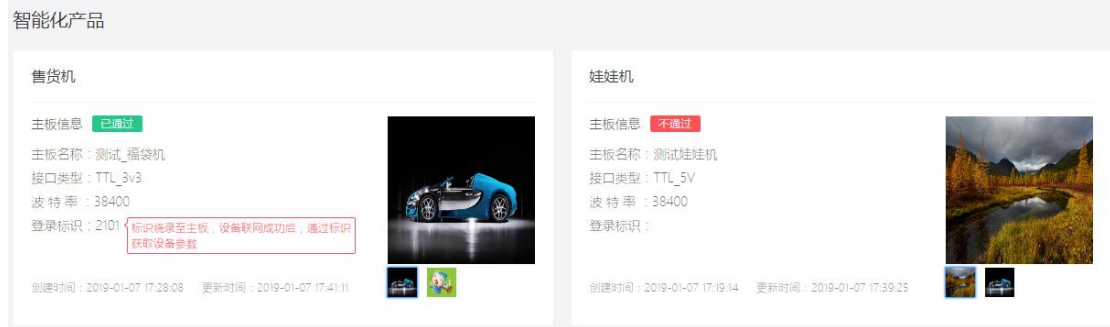 智能化产品
售货机
主板信息 已通过
主板名称：测试_福袋机
接口类型：TTL_3v3
波 特 率 ：38400
登录标识：2101
标识烧录至主板，设备联网成功后，通过标识
获取设备参数
创建时间：2019-01-07 17:28:08 更新时间：2019-01-07 17:41:11
娃娃机
主板信息 不通过
主板名称：测试娃娃机
接口类型：TTL_5V
波 特 率 ：38400
登录标识：
创建时间：2019-01-07 17:19:14 更新时间：2019-01-07 17:39:25